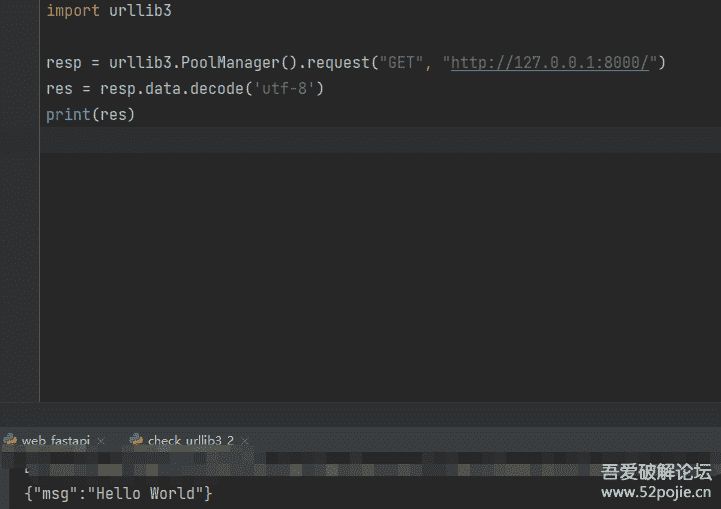 import urllib3
resp = urllib3.PoolManager().request("GET", "http://127.0.0.1:8000/")
res = resp.data.decode('utf-8')
print(res)
web_fastapi × check_urllib3_2 ×
{"msg":"Hello World"}
吾爱破解论坛
www.52pojie.cn